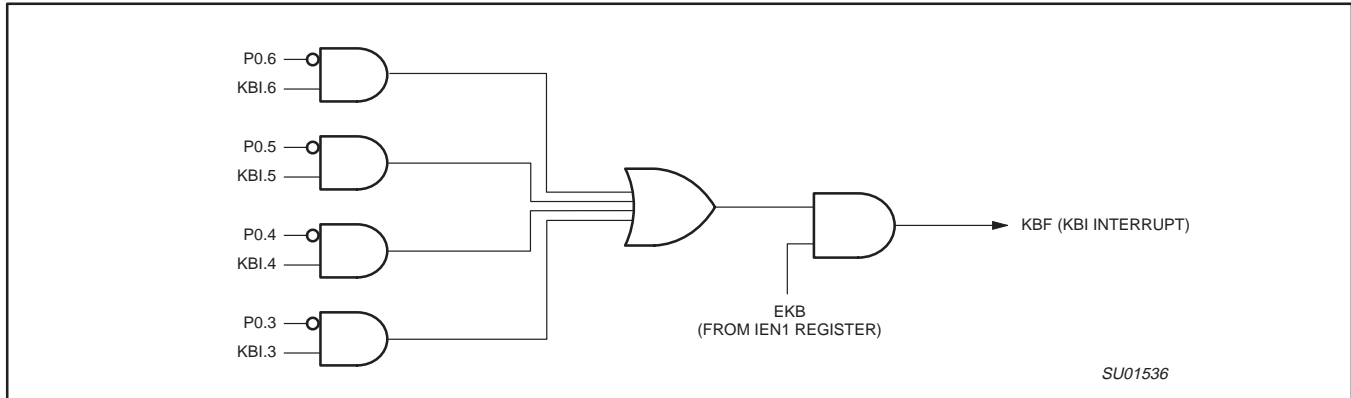 P0.6
KBI.6
P0.5
KBI.5
P0.4
KBI.4
P0.3
KBI.3
EKB
(FROM IEN1 REGISTER)
KBF (KBI INTERRUPT)
SU01536